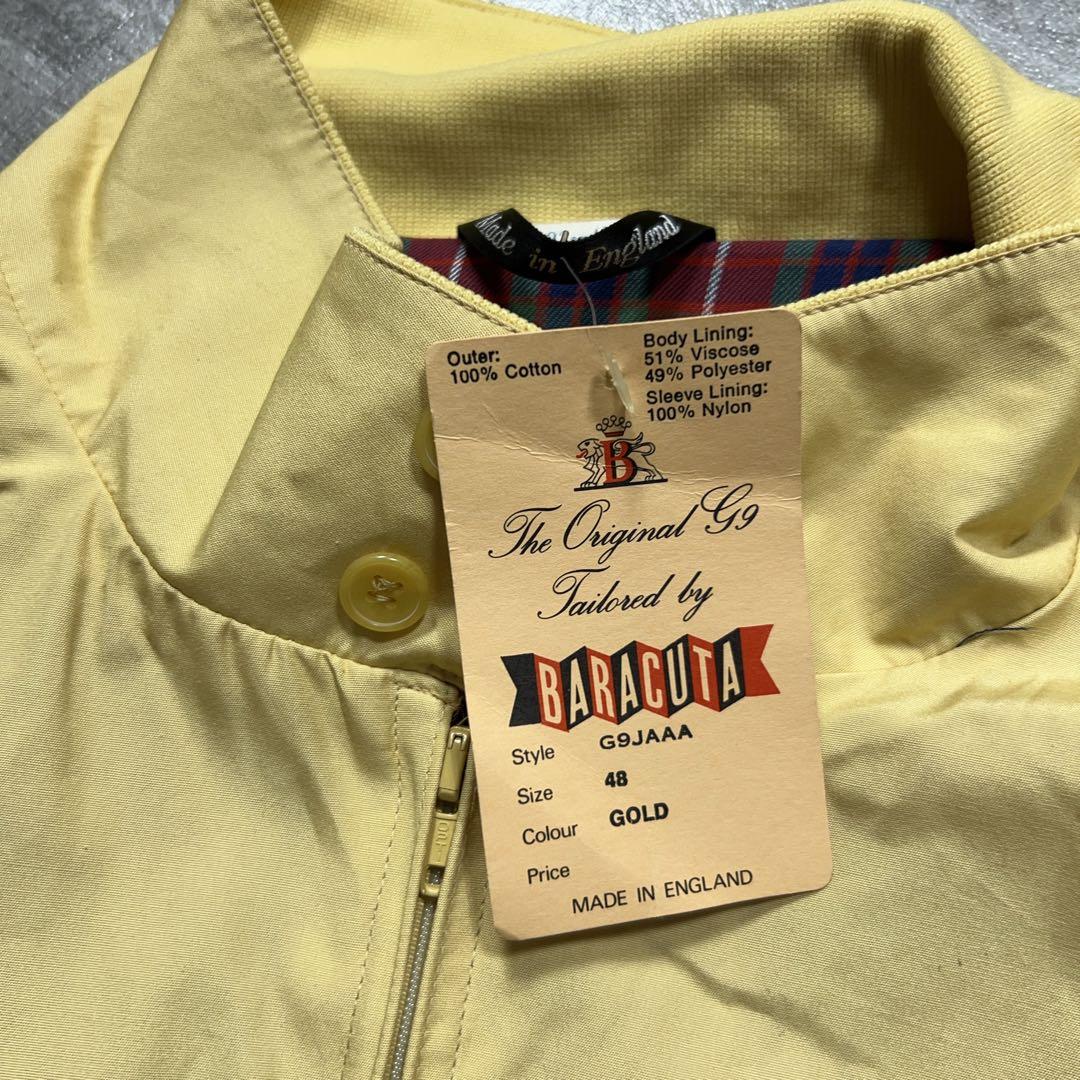 Made in England
Outer:
100% Cotton
Body Lining:
51% Viscose
49% Polyester
Sleeve Lining:
100% Nylon
B
The Original G9
Tailored by
BARACUTA
Style G9JAAA
Size 48
Colour GOLD
Price
MADE IN ENGLAND